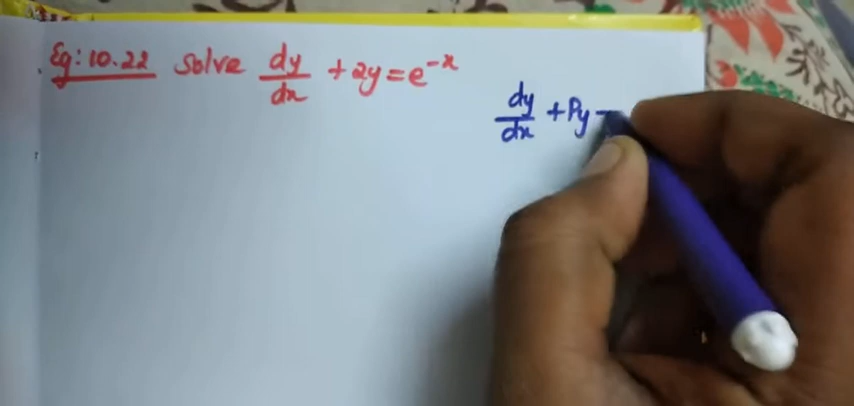 Eg: 10.22 Solve dy/dx + 2y = e^-x
dy/dx + Py =